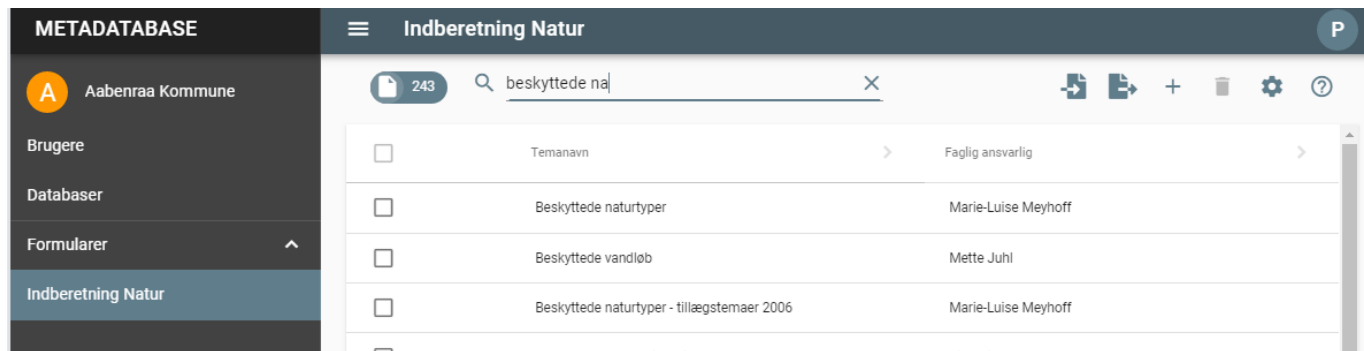 METADATABASE
Indberetning Natur
P
A
Aabenraa Kommune
243
beskyttede na
Brugere
Temanavn
Faglig ansvarlig
Databaser
Beskyttede naturtyper
Marie-Luise Meyhoff
Formularer
Beskyttede vandløb
Mette Juhl
Indberetning Natur
Beskyttede naturtyper - tillægstemaer 2006
Marie-Luise Meyhoff